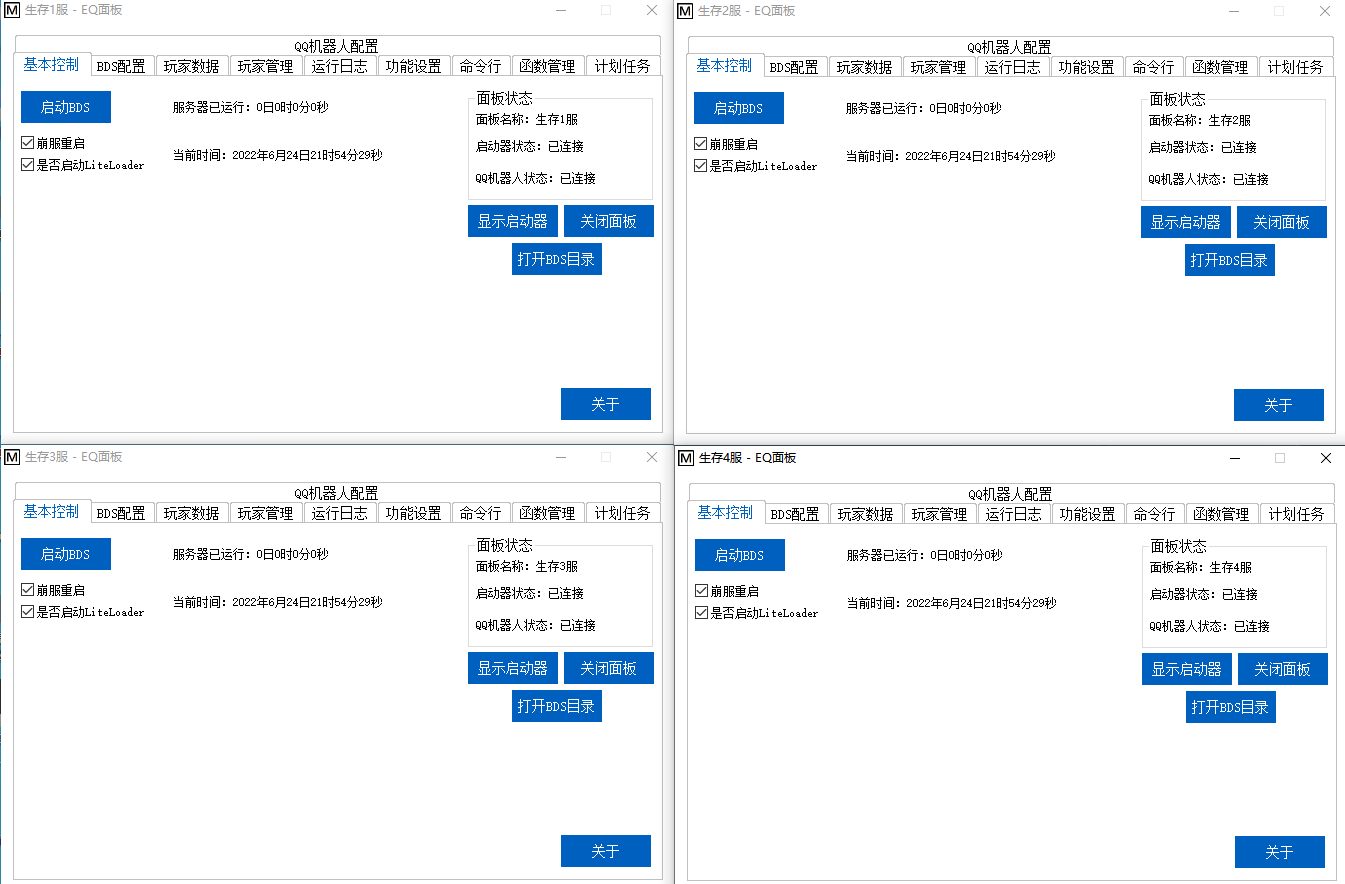 M 生存1服 - EQ面板
QQ机器人配置
基本控制 BDS配置 玩家数据 玩家管理 运行日志 功能设置 命令行 函数管理 计划任务
启动BDS
服务器已运行：0日0时0分0秒
崩服重启
是否启动LiteLoader
当前时间：2022年6月24日21时54分29秒
面板状态
面板名称：生存1服
启动器状态：已连接
QQ机器人状态：已连接
显示启动器 关闭面板
打开BDS目录
关于
M 生存2服 - EQ面板
QQ机器人配置
基本控制 BDS配置 玩家数据 玩家管理 运行日志 功能设置 命令行 函数管理 计划任务
启动BDS
服务器已运行：0日0时0分0秒
崩服重启
是否启动LiteLoader
当前时间：2022年6月24日21时54分29秒
面板状态
面板名称：生存2服
启动器状态：已连接
QQ机器人状态：已连接
显示启动器 关闭面板
打开BDS目录
关于
M 生存3服 - EQ面板
QQ机器人配置
基本控制 BDS配置 玩家数据 玩家管理 运行日志 功能设置 命令行 函数管理 计划任务
启动BDS
服务器已运行：0日0时0分0秒
崩服重启
是否启动LiteLoader
当前时间：2022年6月24日21时54分29秒
面板状态
面板名称：生存3服
启动器状态：已连接
QQ机器人状态：已连接
显示启动器 关闭面板
打开BDS目录
关于
M 生存4服 - EQ面板
QQ机器人配置
基本控制 BDS配置 玩家数据 玩家管理 运行日志 功能设置 命令行 函数管理 计划任务
启动BDS
服务器已运行：0日0时0分0秒
崩服重启
是否启动LiteLoader
当前时间：2022年6月24日21时54分29秒
面板状态
面板名称：生存4服
启动器状态：已连接
QQ机器人状态：已连接
显示启动器 关闭面板
打开BDS目录
关于